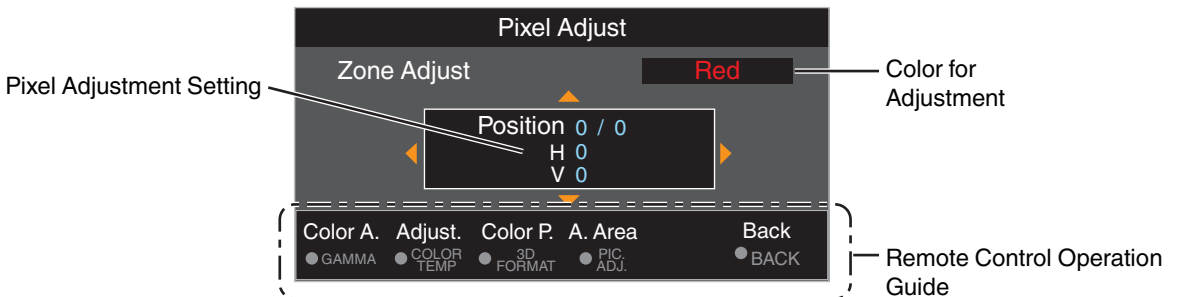 Pixel Adjust
Zone Adjust Red
Pixel Adjustment Setting
Color for
Adjustment
Position 0 / 0
H 0
V 0
Color A. Adjust. Color P. A. Area Back
GAMMA COLOR TEMP 3D FORMAT PIC. ADJ. BACK
Remote Control Operation
Guide